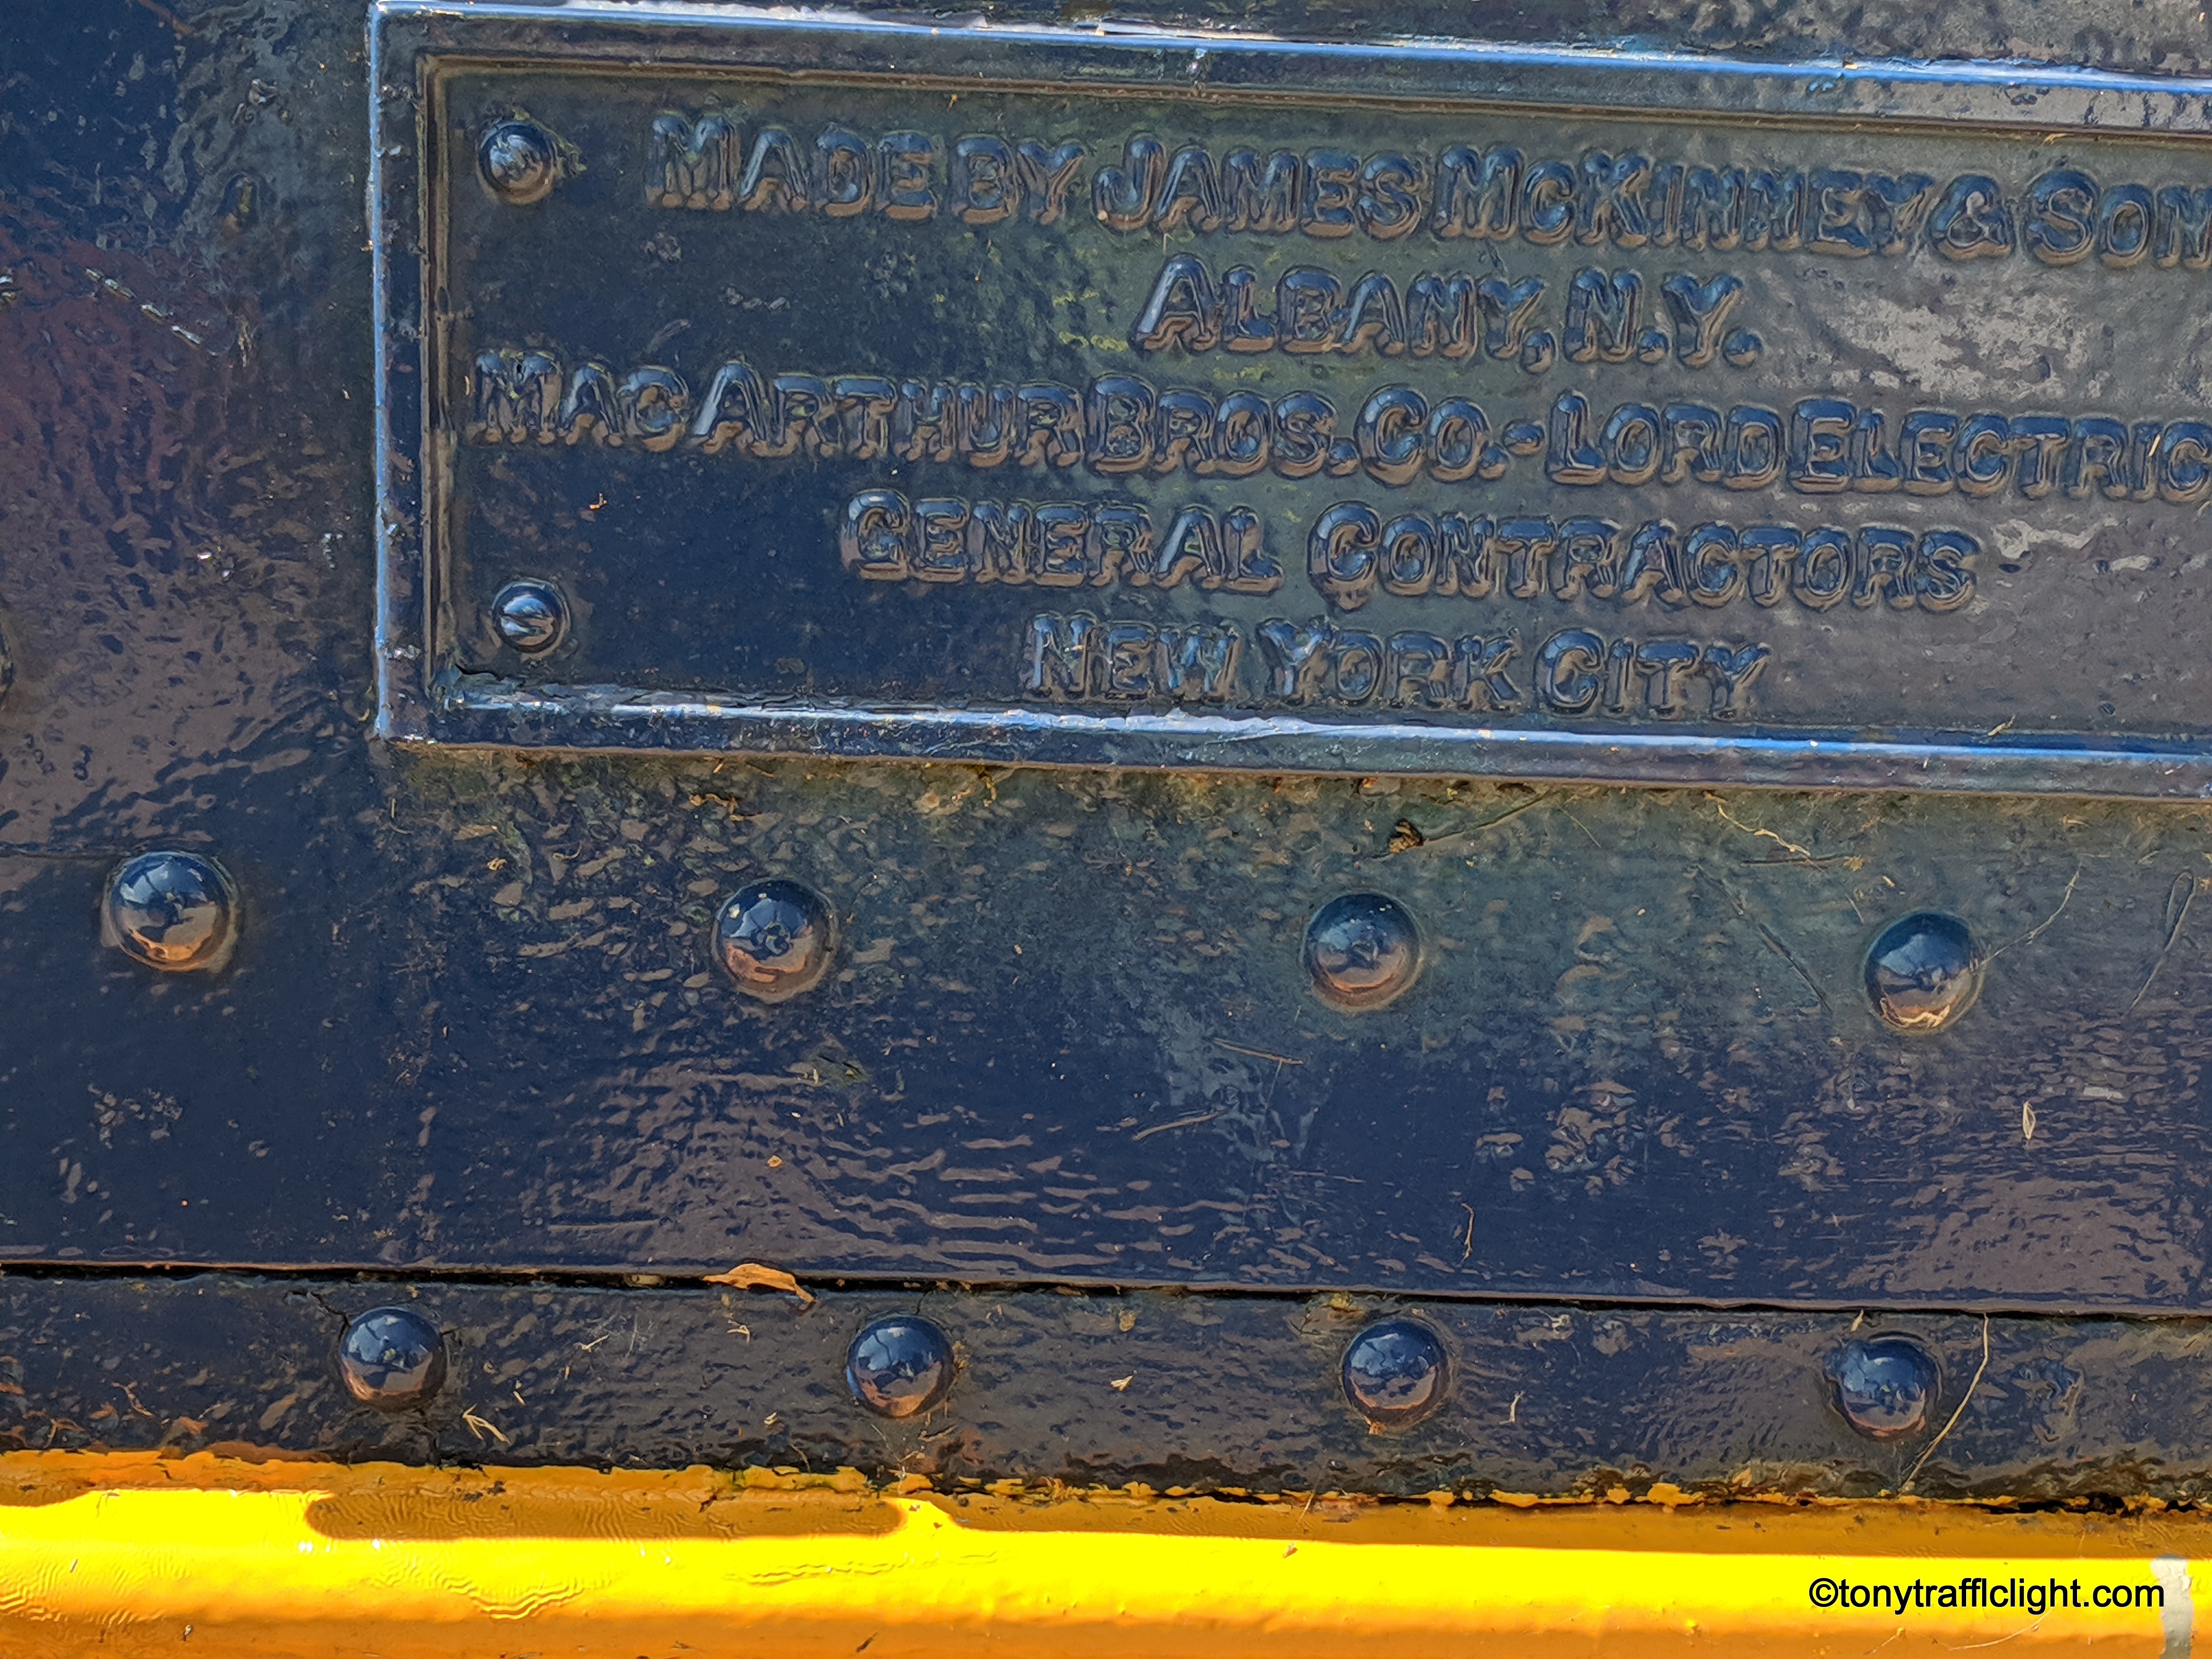 MADE BY JAMES MCKINNEY & SON
ALBANY, N.Y.
MACARTHUR BROS. CO.-LORD ELECTRIC
GENERAL CONTRACTORS
NEW YORK CITY
©tonytrafficlight.com